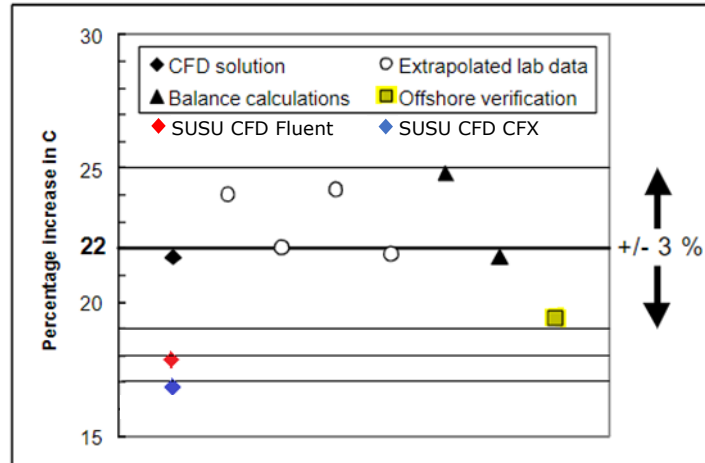 30
CFD solution
Extrapolated lab data
Balance calculations
Offshore verification
SUSU CFD Fluent
SUSU CFD CFX
25
22
+/- 3 %
20
15
Percentage Increase in C